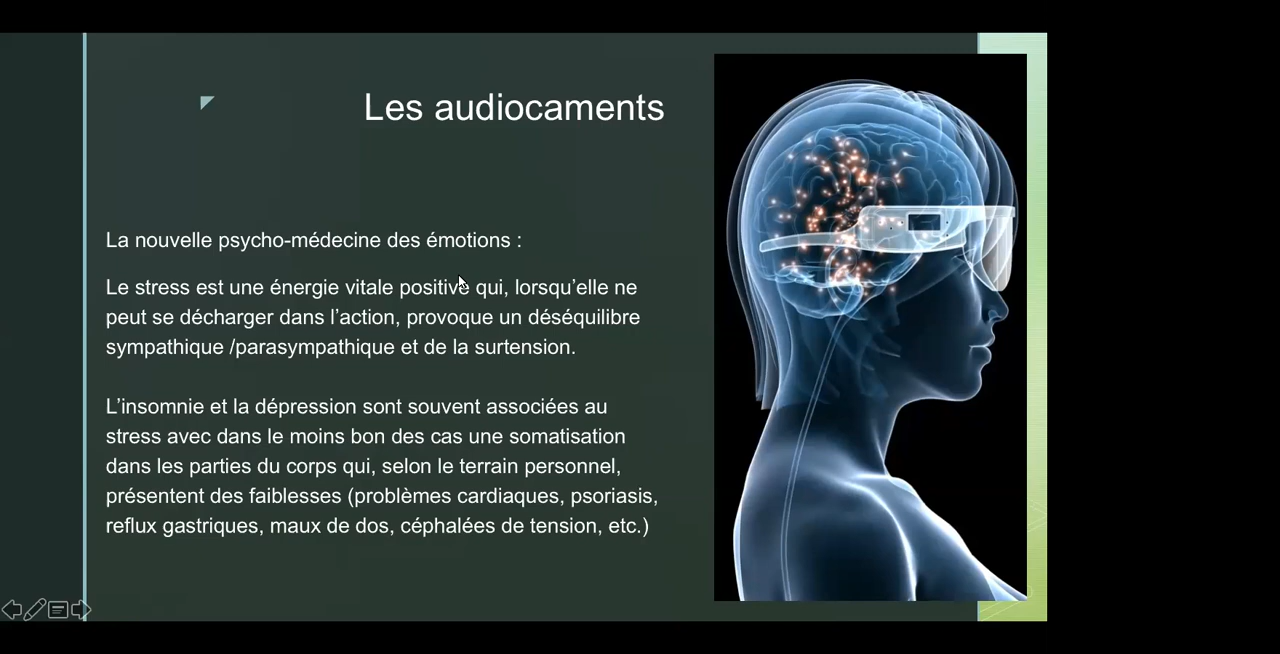 Les audiocaments
La nouvelle psycho-médecine des émotions :
Le stress est une énergie vitale positive qui, lorsqu’elle ne
peut se décharger dans l’action, provoque un déséquilibre
sympathique /parasympathique et de la surtension.
L’insomnie et la dépression sont souvent associées au
stress avec dans le moins bon des cas une somatisation
dans les parties du corps qui, selon le terrain personnel,
présentent des faiblesses (problèmes cardiaques, psoriasis,
reflux gastriques, maux de dos, céphalées de tension, etc.)